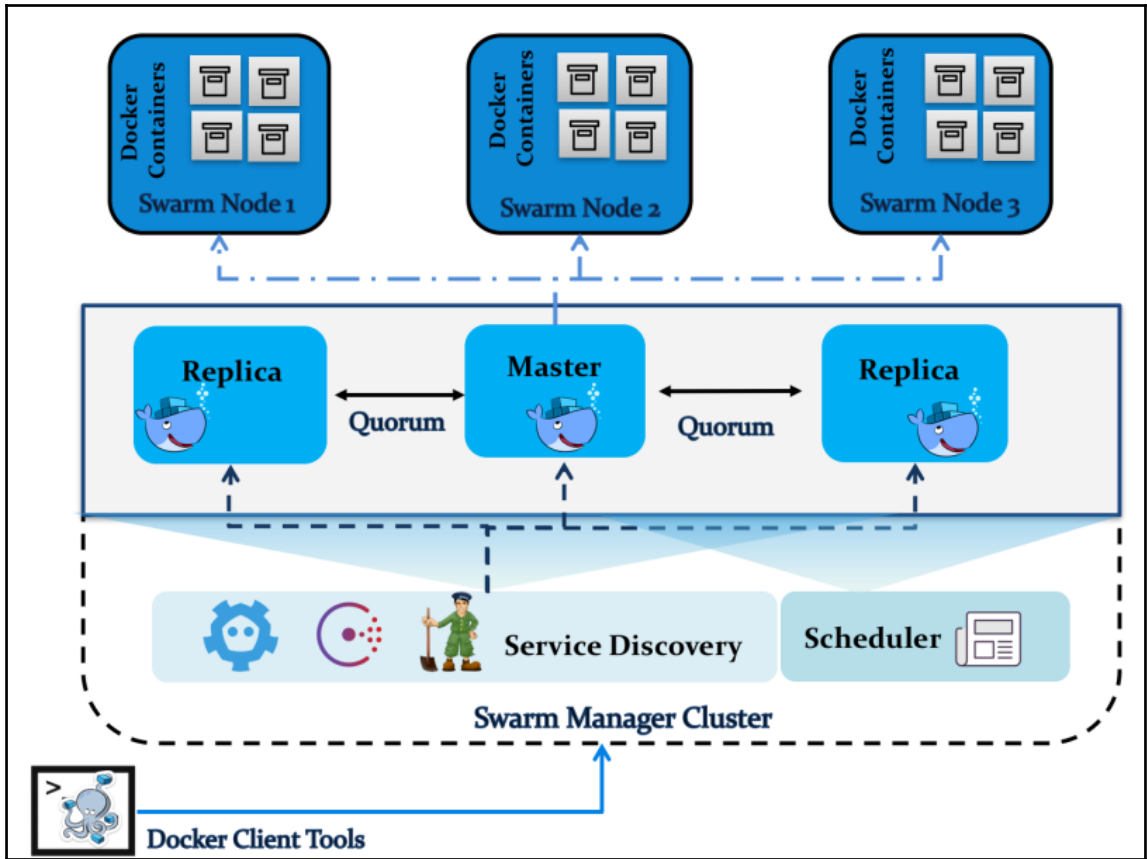 Docker
Containers
Swarm Node 1
Docker
Containers
Swarm Node 2
Docker
Containers
Swarm Node 3
Replica
Master
Replica
Quorum
Quorum
Service Discovery
Scheduler
Swarm Manager Cluster
>_
Docker Client Tools